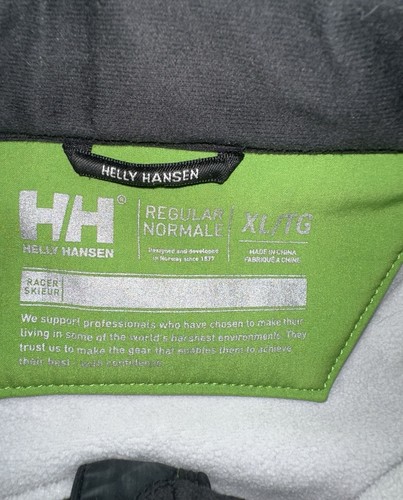 HELLY HANSEN
HH®
HELLY HANSEN
REGULAR
NORMALE
Designed and developed
in Norway since 1877
XL/TG
MADE IN CHINA
FABRIQUÉ À CHINE
RACER
SKIEUR
We support professionals who have chosen to make their
living in some of the world's harshest environments. They
trust us to make the gear that enables them to achieve
their best - with confidence